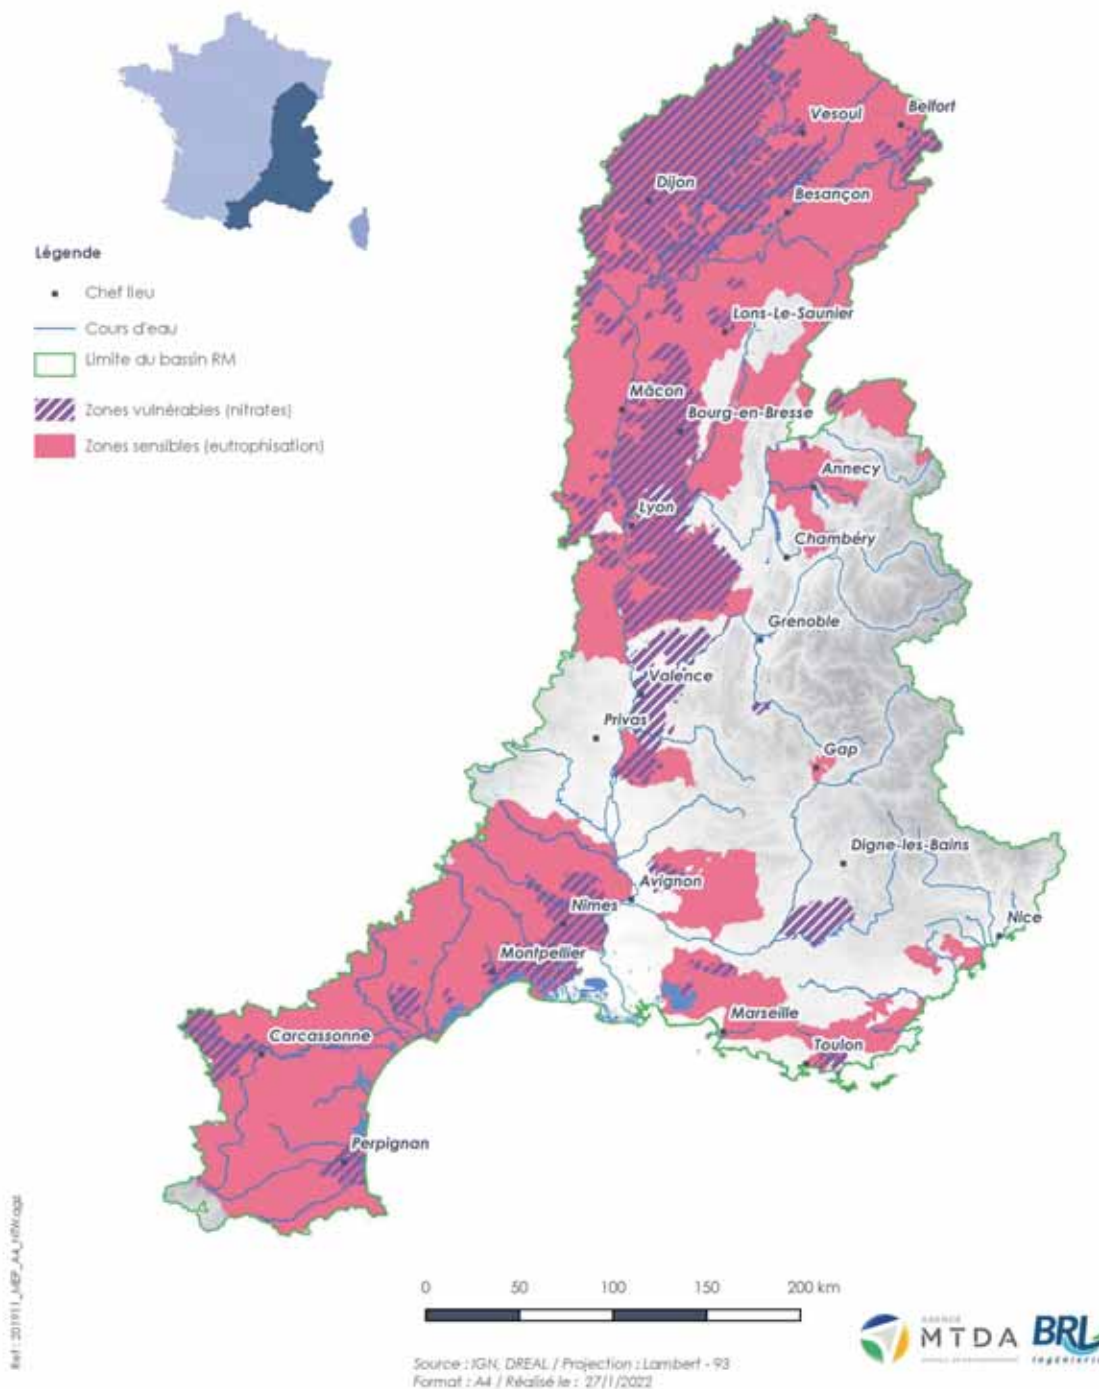 Légende
Chef lieu
Cours d'eau
Limite du bassin RM
Zones vulnérables (nitrates)
Zones sensibles (eutrophisation)
Belfort
Vesoul
Dijon
Besançon
Lons-Le-Saunier
Mâcon
Bourg-en-Bresse
Annecy
Lyon
Chambéry
Grenoble
Valence
Privas
Gap
Digne-les-Bains
Avignon
Nîmes
Nice
Montpellier
Marseille
Carcassonne
Toulon
Perpignan
0 50 100 150 200 km
AGENCE
MTDA
BRL
Ingénierie
Source : IGN, DREAL / Projection : Lambert - 93
Format : A4 / Réalisé le : 27/1/2022